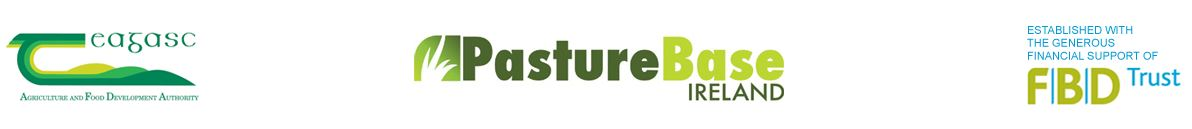 Teagasc
AGRICULTURE AND FOOD DEVELOPMENT AUTHORITY
PastureBase
IRELAND
ESTABLISHED WITH
THE GENEROUS
FINANCIAL SUPPORT OF
FBD Trust